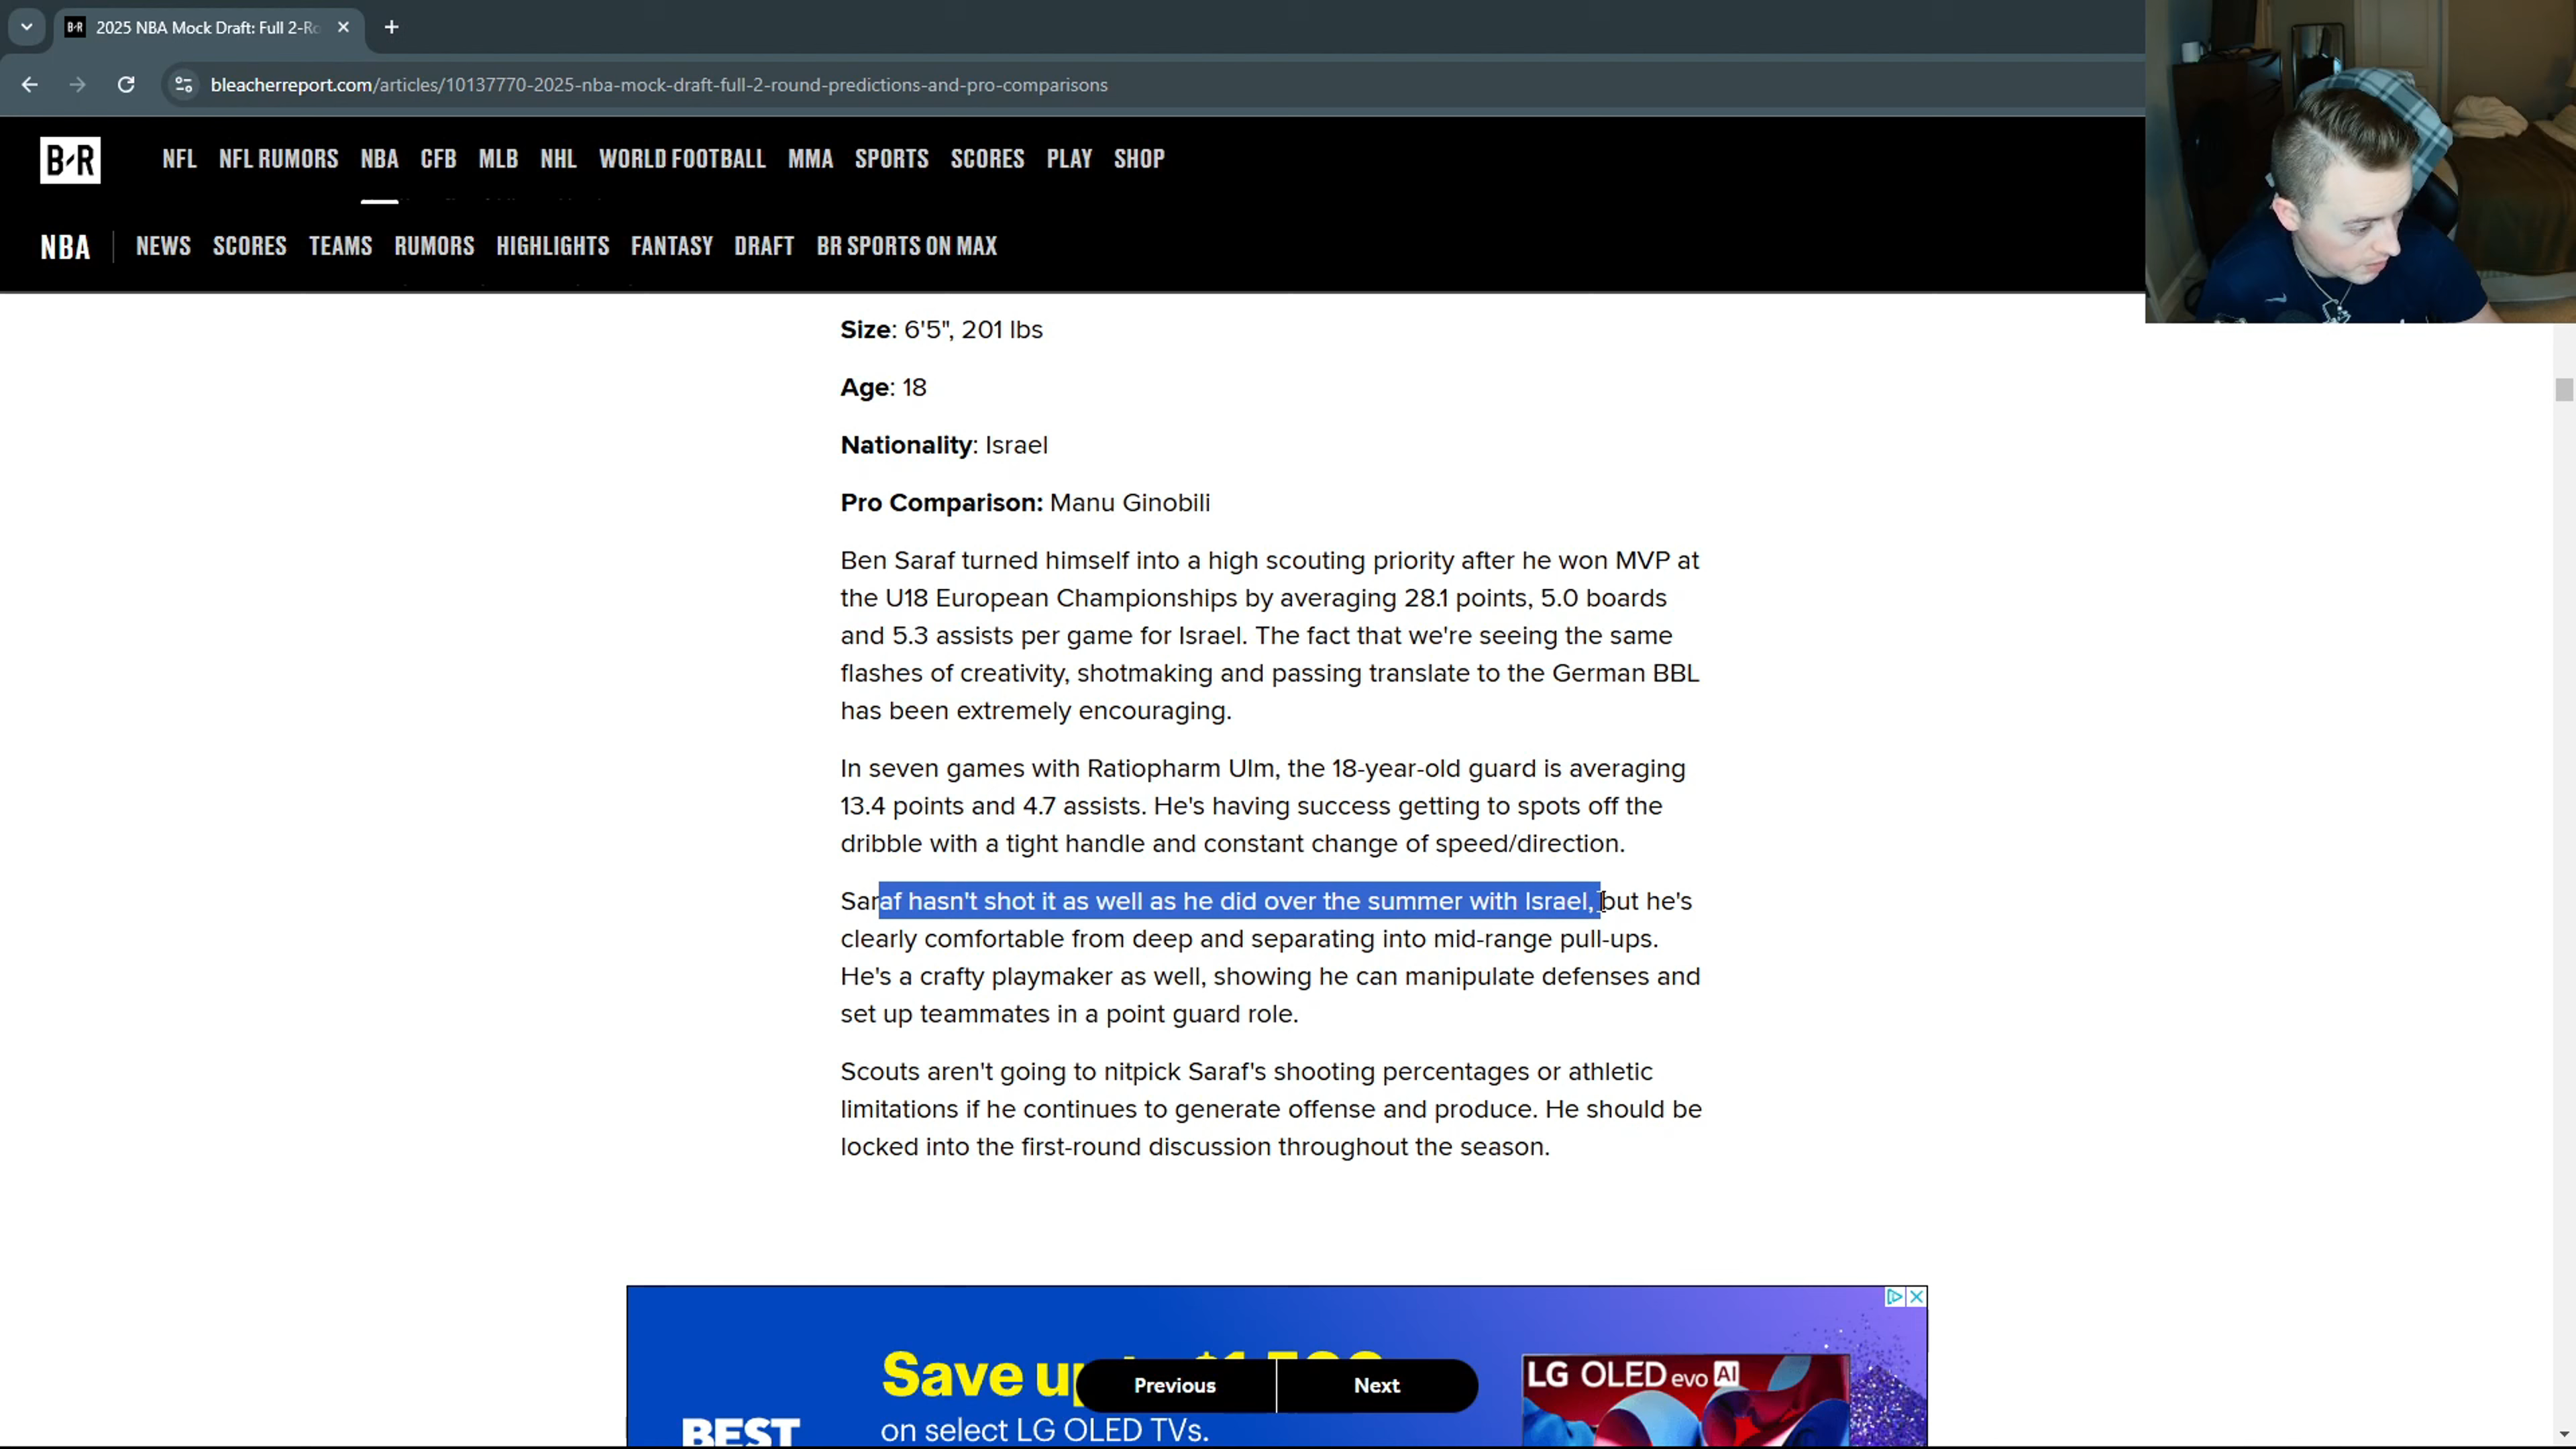 B/R 2025 NBA Mock Draft: Full 2-Ro
bleacherreport.com/articles/10137770-2025-nba-mock-draft-full-2-round-predictions-and-pro-comparisons
B/R NFL NFL RUMORS NBA CFB MLB NHL WORLD FOOTBALL MMA SPORTS SCORES PLAY SHOP
NBA NEWS SCORES TEAMS RUMORS HIGHLIGHTS FANTASY DRAFT BR SPORTS ON MAX
Size: 6'5", 201 lbs
Age: 18
Nationality: Israel
Pro Comparison: Manu Ginobili
Ben Saraf turned himself into a high scouting priority after he won MVP at
the U18 European Championships by averaging 28.1 points, 5.0 boards
and 5.3 assists per game for Israel. The fact that we're seeing the same
flashes of creativity, shotmaking and passing translate to the German BBL
has been extremely encouraging.
In seven games with Ratiopharm Ulm, the 18-year-old guard is averaging
13.4 points and 4.7 assists. He's having success getting to spots off the
dribble with a tight handle and constant change of speed/direction.
Saraf hasn't shot it as well as he did over the summer with Israel, but he's
clearly comfortable from deep and separating into mid-range pull-ups.
He's a crafty playmaker as well, showing he can manipulate defenses and
set up teammates in a point guard role.
Scouts aren't going to nitpick Saraf's shooting percentages or athletic
limitations if he continues to generate offense and produce. He should be
locked into the first-round discussion throughout the season.
Save up
Previous Next
on select LG OLED TVs.
BEST
LG OLED evo AI